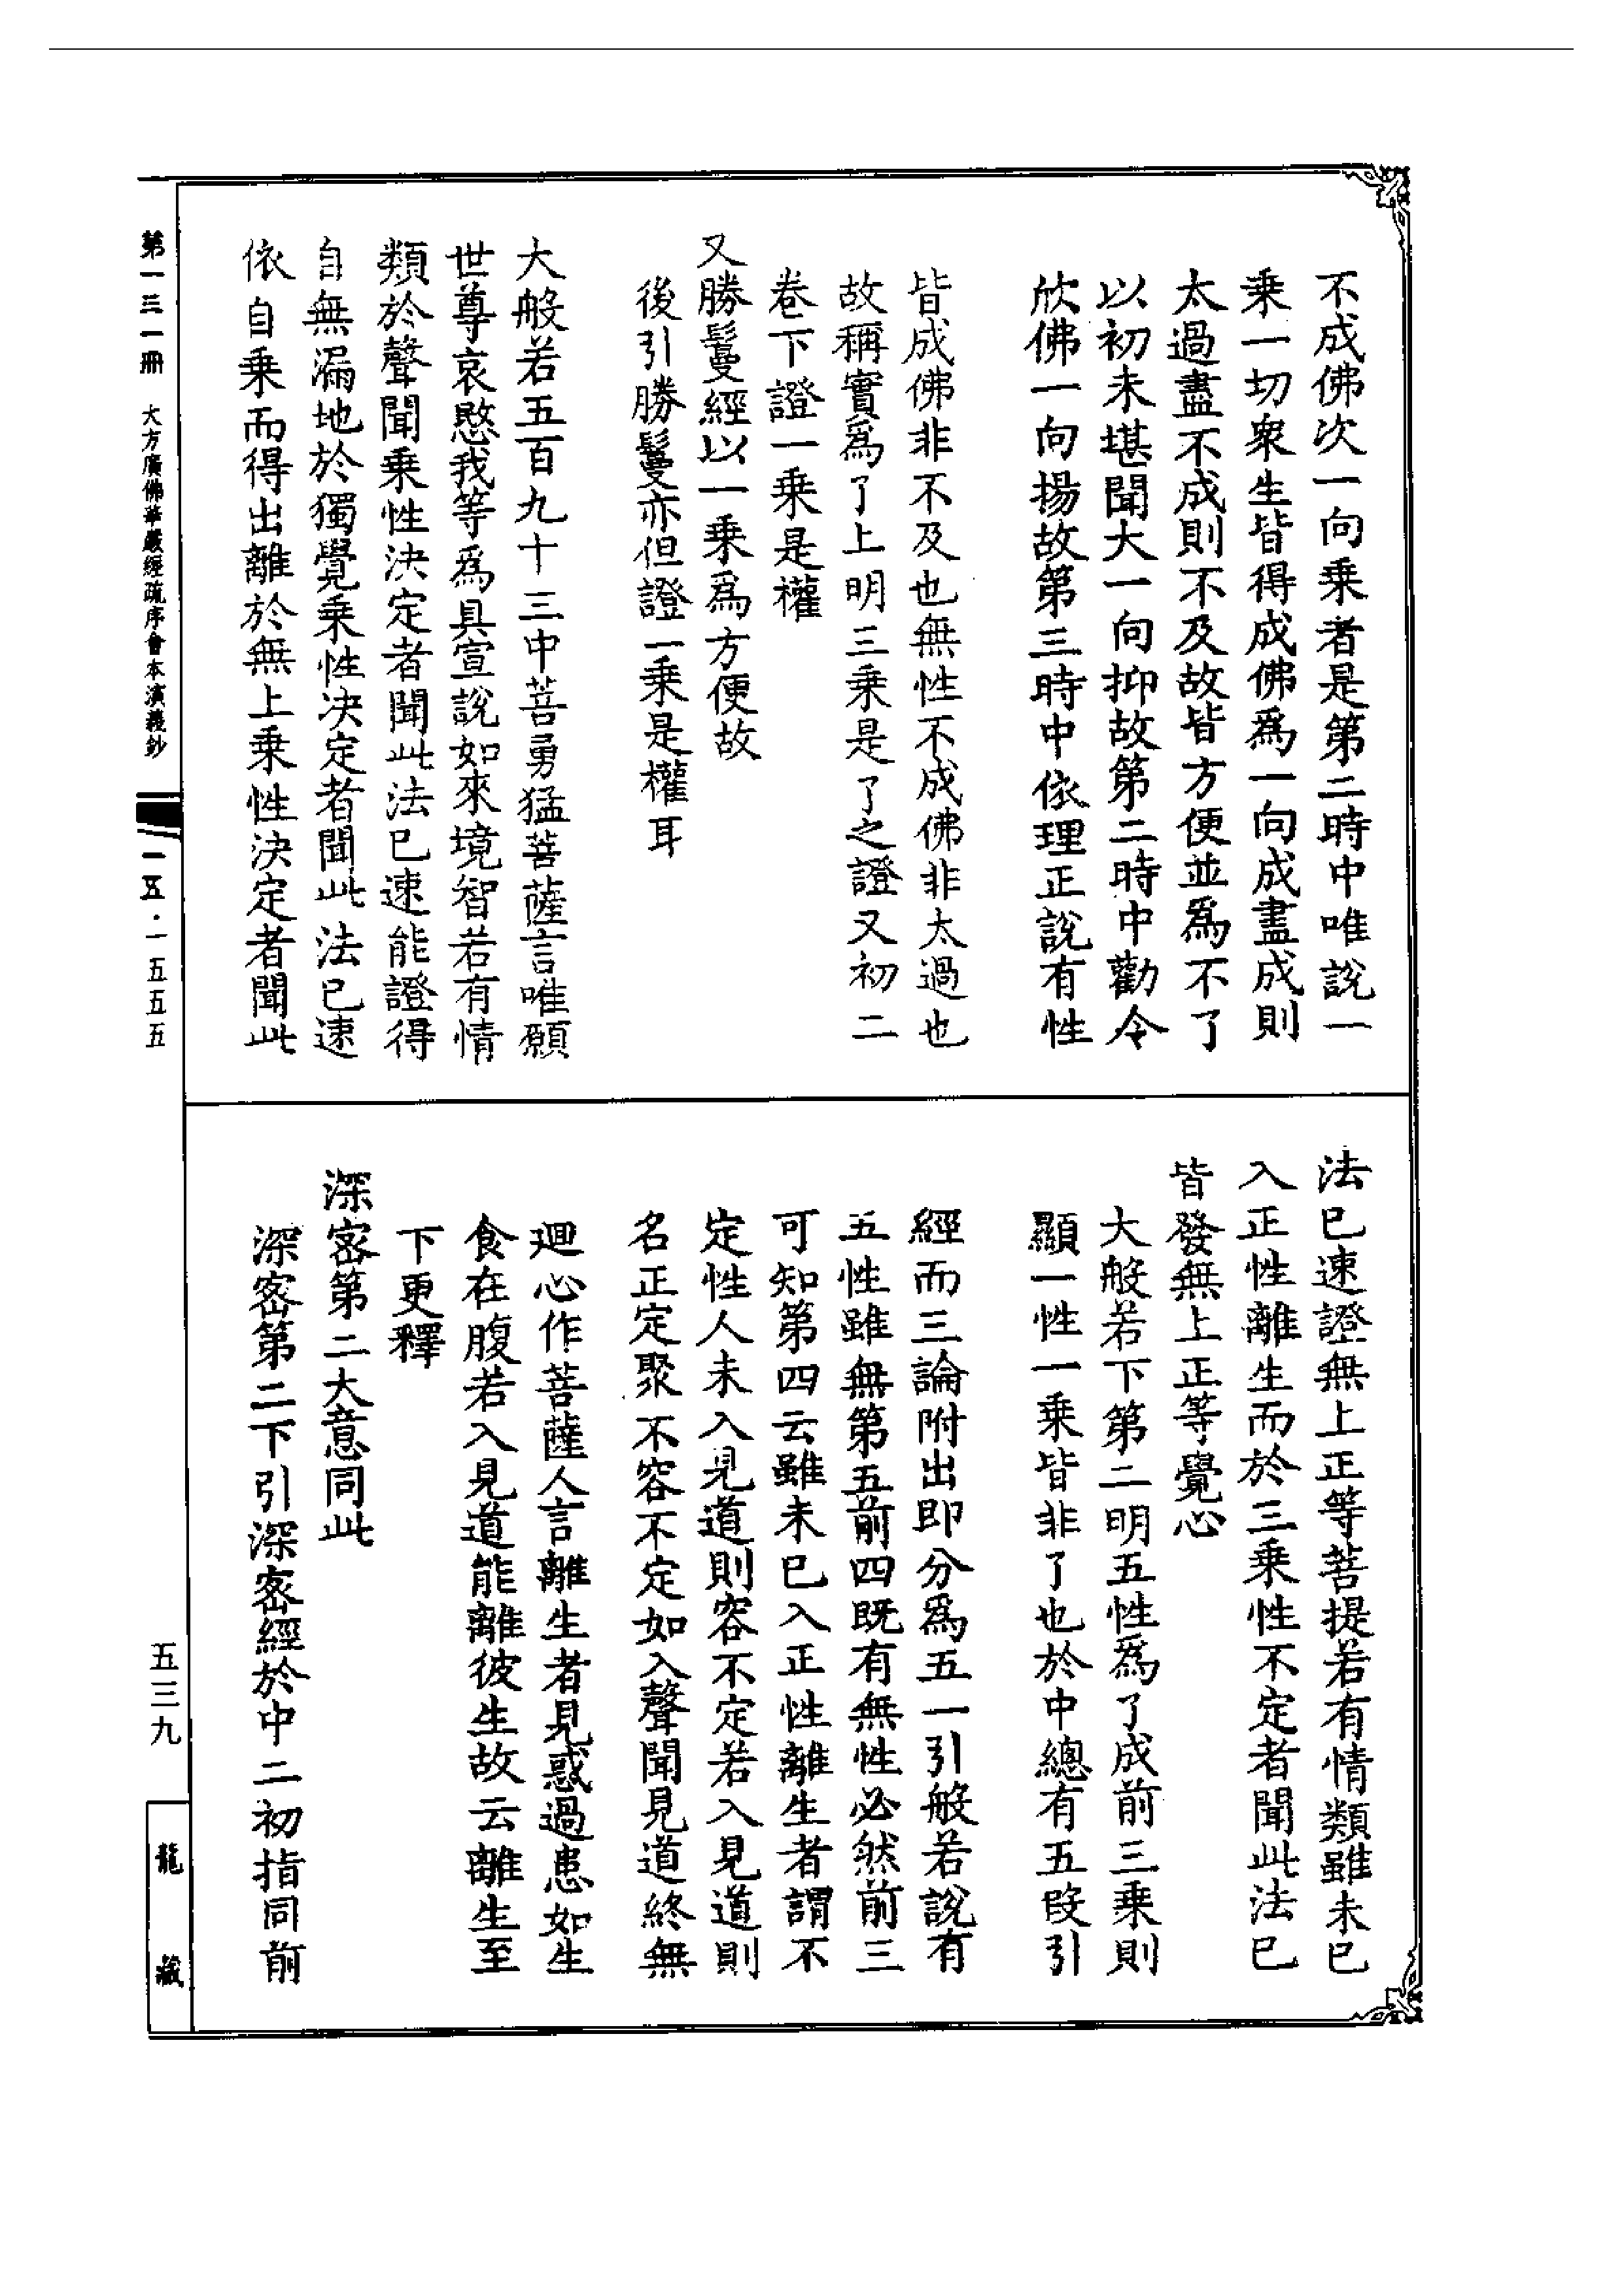 不成佛次一向乘者是第二時中唯說一
乘一切衆生皆得成佛爲一向成盡成則
太過盡不成則不及故皆方便並爲不了
以初未堪聞大一向抑故第二時中勸令
欣佛一向揚故第三時中依理正說有性
皆成佛非不及也無性不成佛非太過也
故稱實爲了上明三乘是了之證又初二
卷下證一乘是權
又勝鬘經以一乘爲方便故
後引勝鬘亦但證一乘是權耳
大般若五百九十三中菩勇猛菩薩言唯願
世尊哀愍我等爲具宣說如來境智若有情
類於聲聞乘性決定者聞此法已速能證得
自無漏地於獨覺乘性決定者聞此法已速
依自乘而得出離於無上乘性決定者聞此
法已速證無上正等菩提若有情類雖未已
入正性離生而於三乘性不定者聞此法已
皆發無上正等覺心
大般若下第二明五性爲了成前三乘則
顯一性一乘皆非了也於中總有五段引
經而三論附出即分爲五一引般若說有
五性雖無第五前四既有無性必然前三
可知第四云雖未已入正性離生者謂不
定性人未入見道則容不定若入見道則
名正定聚不容不定如入聲聞見道終無
迴心作菩薩人言離生者見惑過患如生
食在腹若入見道能離彼生故云離生至
下更釋
深密第二大意同此
深密第二下引深密經於中二初指同前
第一三一冊 大方廣佛華嚴經疏序會本演義鈔
一五·一五五五
五三九
龍藏